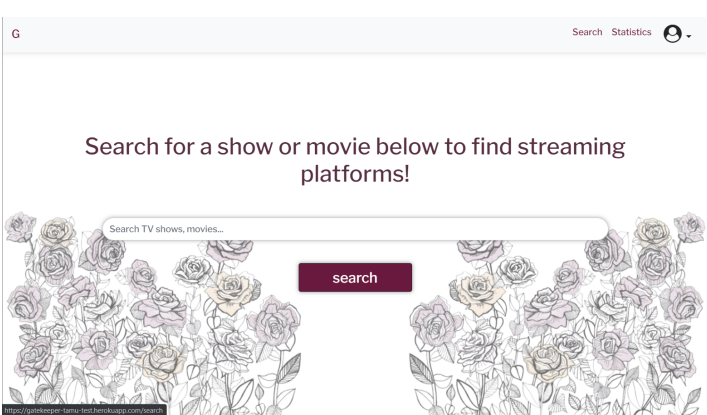 G
Search Statistics
Search for a show or movie below to find streaming
platforms!
Search TV shows, movies...
search
https://gatekeeper-tamu-test.herokuapp.com/search